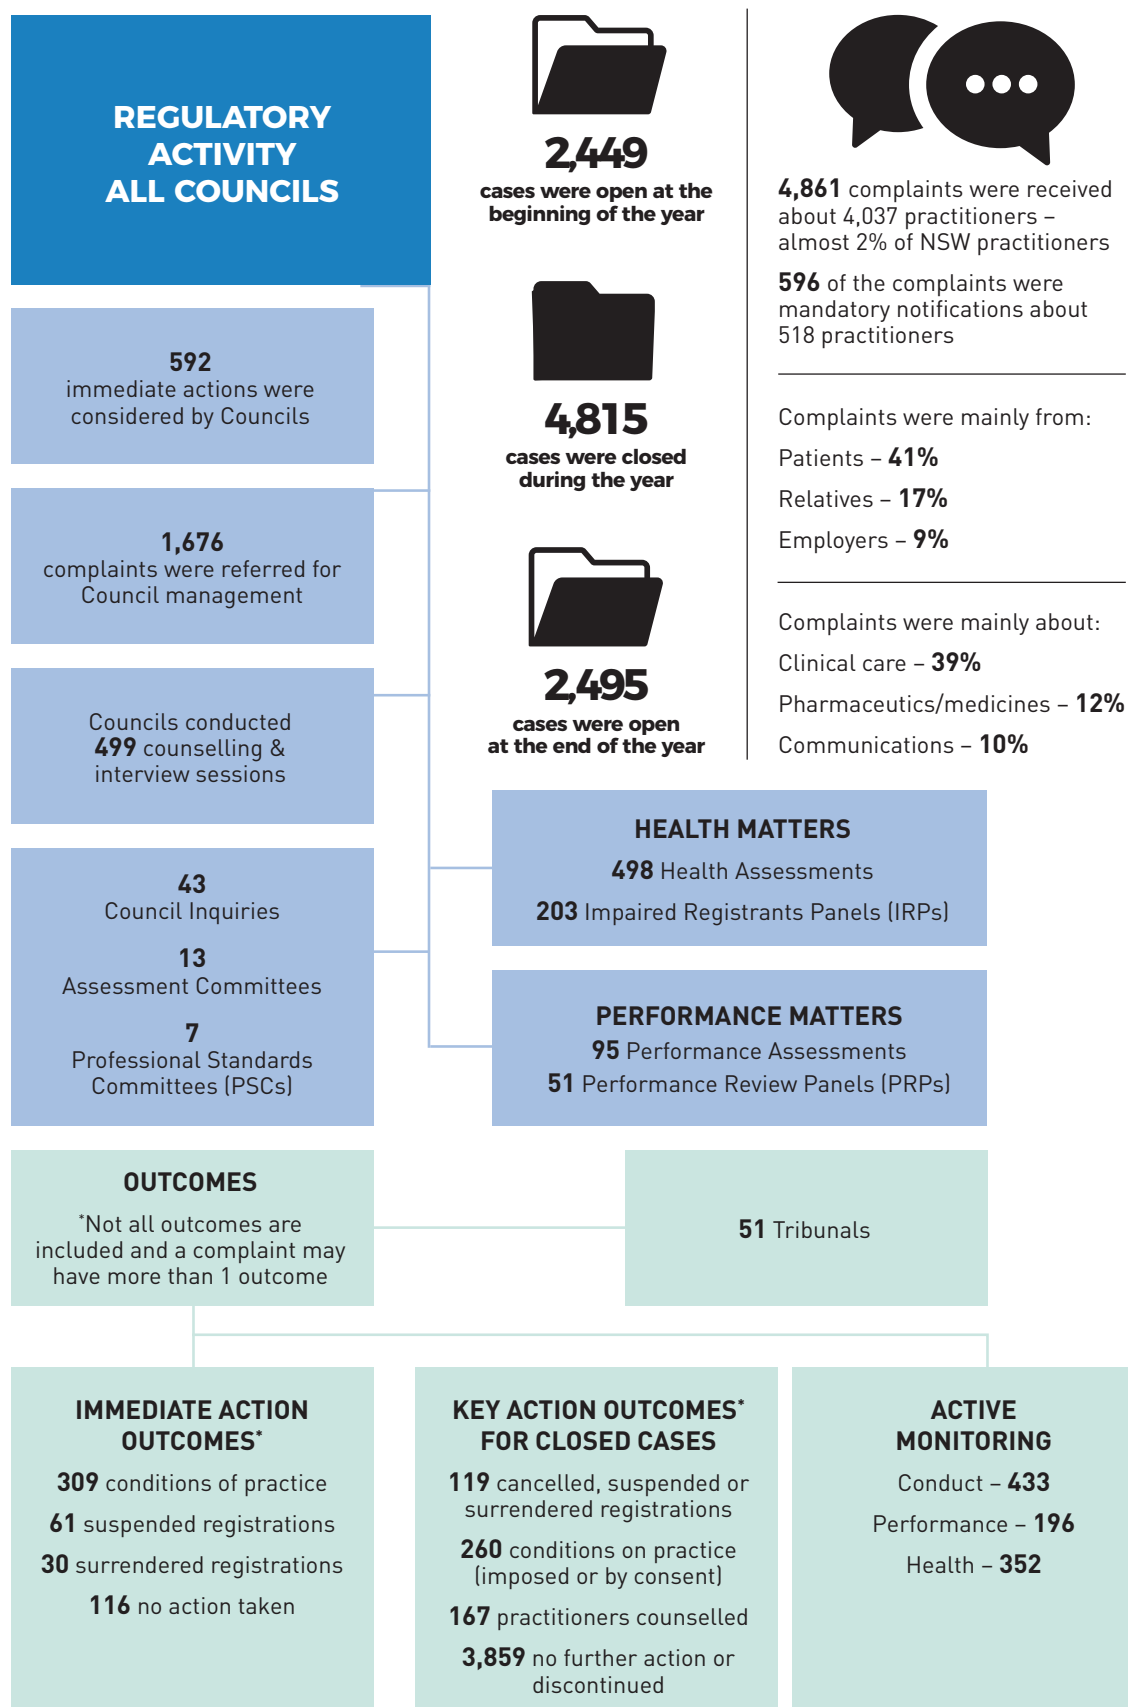 REGULATORY
ACTIVITY
ALL COUNCILS
592
immediate actions were
considered by Councils
1,676
complaints were referred for
Council management
Councils conducted
499 counselling &
interview sessions
43
Council Inquiries
13
Assessment Committees
7
Professional Standards
Committees (PSCs)
2,449
cases were open at the
beginning of the year
4,815
cases were closed
during the year
2,495
cases were open
at the end of the year
4,861 complaints were received
about 4,037 practitioners –
almost 2% of NSW practitioners
596 of the complaints were
mandatory notifications about
518 practitioners
Complaints were mainly from:
Patients – 41%
Relatives – 17%
Employers – 9%
Complaints were mainly about:
Clinical care – 39%
Pharmaceutics/medicines – 12%
Communications – 10%
HEALTH MATTERS
498 Health Assessments
203 Impaired Registrants Panels (IRPs)
PERFORMANCE MATTERS
95 Performance Assessments
51 Performance Review Panels (PRPs)
OUTCOMES
*Not all outcomes are
included and a complaint may
have more than 1 outcome
51 Tribunals
IMMEDIATE ACTION
OUTCOMES*
309 conditions of practice
61 suspended registrations
30 surrendered registrations
116 no action taken
KEY ACTION OUTCOMES*
FOR CLOSED CASES
119 cancelled, suspended or
surrendered registrations
260 conditions on practice
(imposed or by consent)
167 practitioners counselled
3,859 no further action or
discontinued
ACTIVE
MONITORING
Conduct – 433
Performance – 196
Health – 352